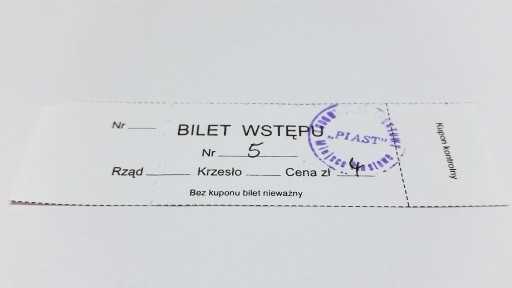 Nr
BILET WSTĘPU
Nr 5
Rząd Krzesło Cena zł 4
Bez kuponu bilet nieważny
"PIAST"
Kupon kontrolny